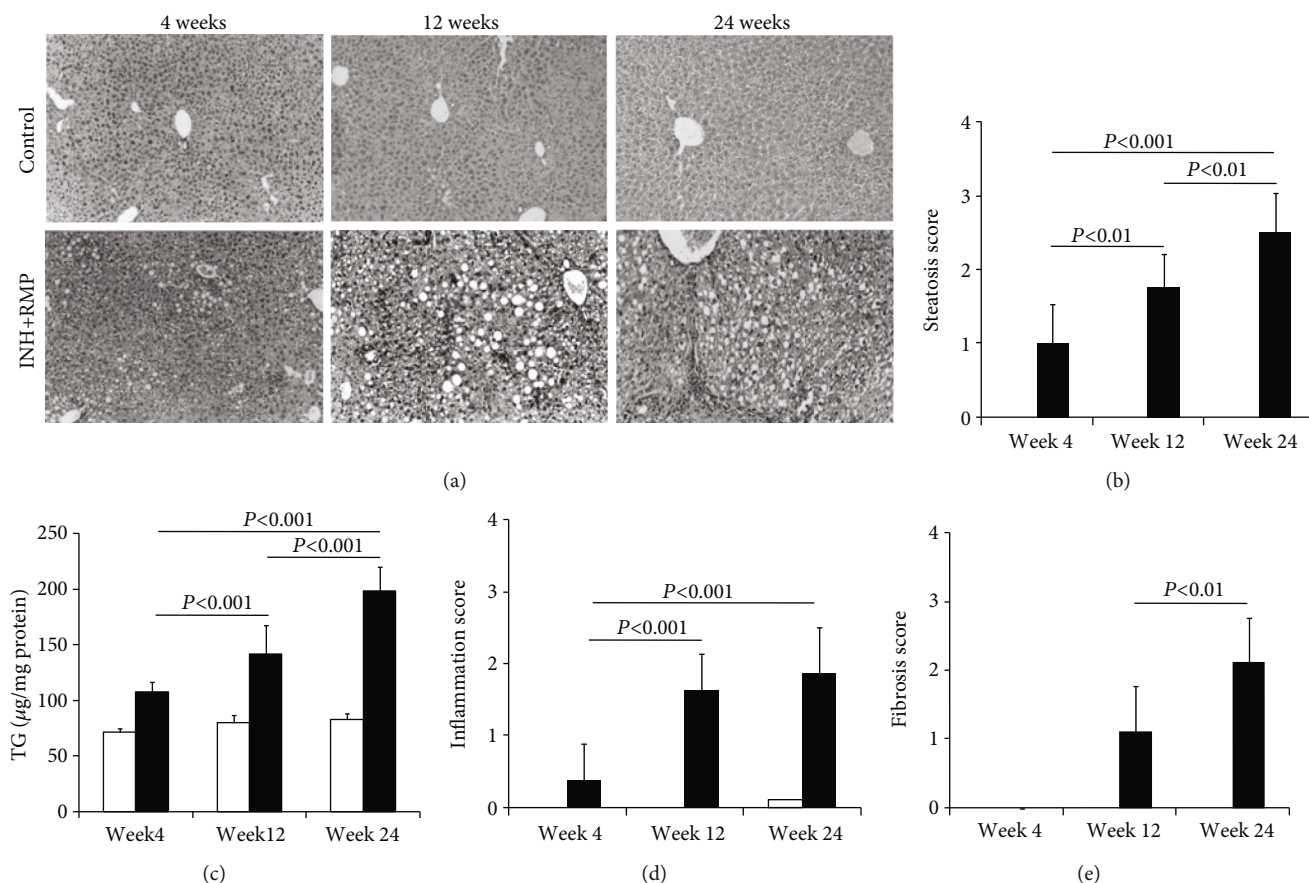 4 weeks
12 weeks
24 weeks
Control
INH+RMP
(a)
Steatosis score
4
3
2
1
0
P<0.001
P<0.01
P<0.01
Week 4
Week 12
Week 24
(b)
TG (µg/mg protein)
250
200
150
100
50
0
P<0.001
P<0.001
P<0.001
Week4
Week12
Week 24
(c)
Inflammation score
4
3
2
1
0
P<0.001
P<0.001
Week 4
Week 12
Week 24
(d)
Fibrosis score
4
3
2
1
0
P<0.01
Week 4
Week 12
Week 24
(e)